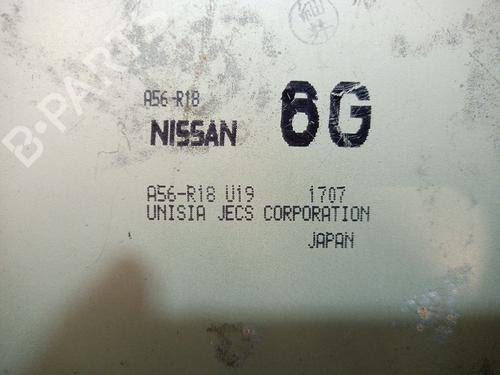 A56-R18
NISSAN 6G
A56-R18 U19 1707
UNISIA JECS CORPORATION
JAPAN
B-PARTS